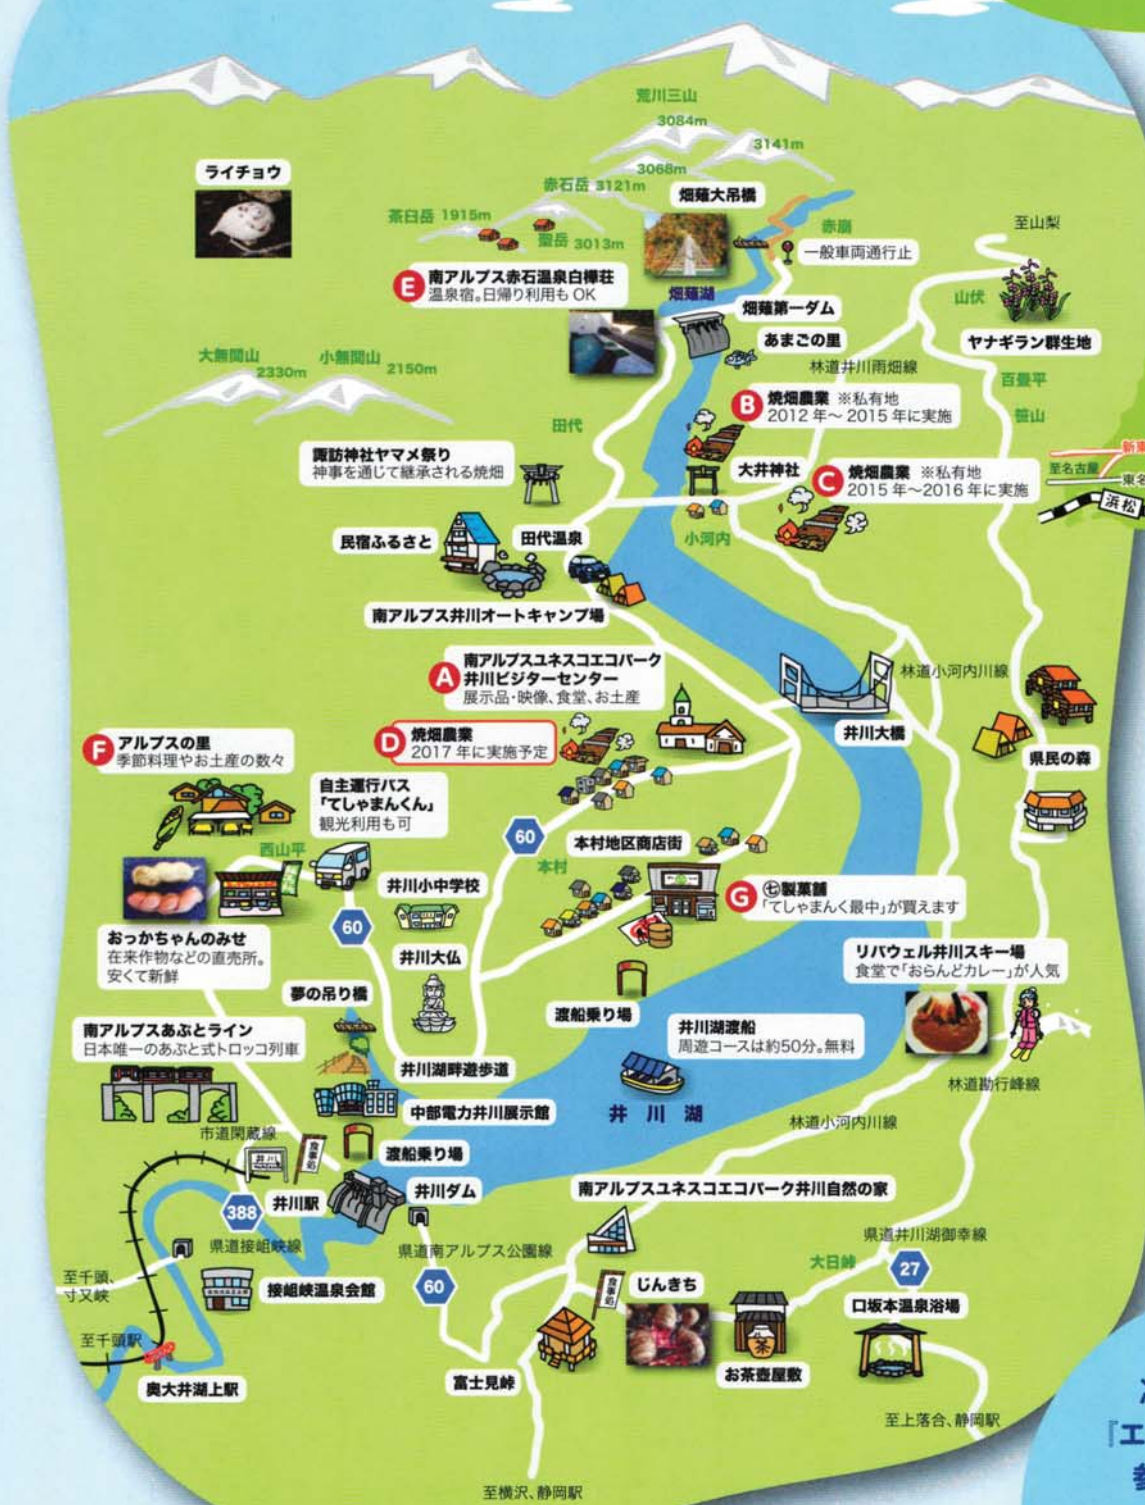 荒川三山
3084m
3141m
3068m
ライチョウ
赤石岳 3121m
畑薙大吊橋
茶臼岳 1915m
聖岳 3013m
赤崩
至山梨
一般車両通行止
E 南アルプス赤石温泉白樺荘
温泉宿。日帰り利用も OK
畑薙湖
山伏
畑薙第一ダム
あまごの里
ヤナギラン群生地
大無間山
2330m
小無間山
2150m
林道井川雨畑線
百畳平
B 焼畑農業 ※私有地
2012 年〜 2015 年に実施
笹山
田代
諏訪神社ヤマメ祭り
神事を通じて継承される焼畑
大井神社
C 焼畑農業 ※私有地
2015 年〜2016 年に実施
新東
至名古屋
東名
浜松
民宿ふるさと
田代温泉
小河内
南アルプス井川オートキャンプ場
A 南アルプスユネスコエコパーク
井川ビジターセンター
展示品・映像、食堂、お土産
林道小河内川線
D 焼畑農業
2017 年に実施予定
井川大橋
県民の森
F アルプスの里
季節料理やお土産の数々
自主運行バス
「てしゃまんくん」
観光利用も可
60
本村地区商店街
西山平
本村
井川小中学校
G ㊆製菓舗
「てしゃまんく最中」が買えます
60
おっかちゃんのみせ
在来作物などの直売所。
安くて新鮮
井川大仏
リバウェル井川スキー場
食堂で「おらんどカレー」が人気
夢の吊り橋
渡船乗り場
井川湖渡船
周遊コースは約50分。無料
南アルプスあぷとライン
日本唯一のあぷと式トロッコ列車
井川湖畔遊歩道
林道勘行峰線
中部電力井川展示館
井川湖
林道小河内川線
市道閑蔵線
食事処
井川
渡船乗り場
井川駅
井川ダム
南アルプスユネスコエコパーク井川自然の家
388
県道接岨峡線
県道南アルプス公園線
県道井川湖御幸線
大日峠
27
至千頭、
寸又峡
接岨峡温泉会館
60
食事処
じんきち
口坂本温泉浴場
至千頭駅
茶
奥大井湖上駅
富士見峠
お茶壺屋敷
至上落合、静岡駅
『エ
至横沢、静岡駅